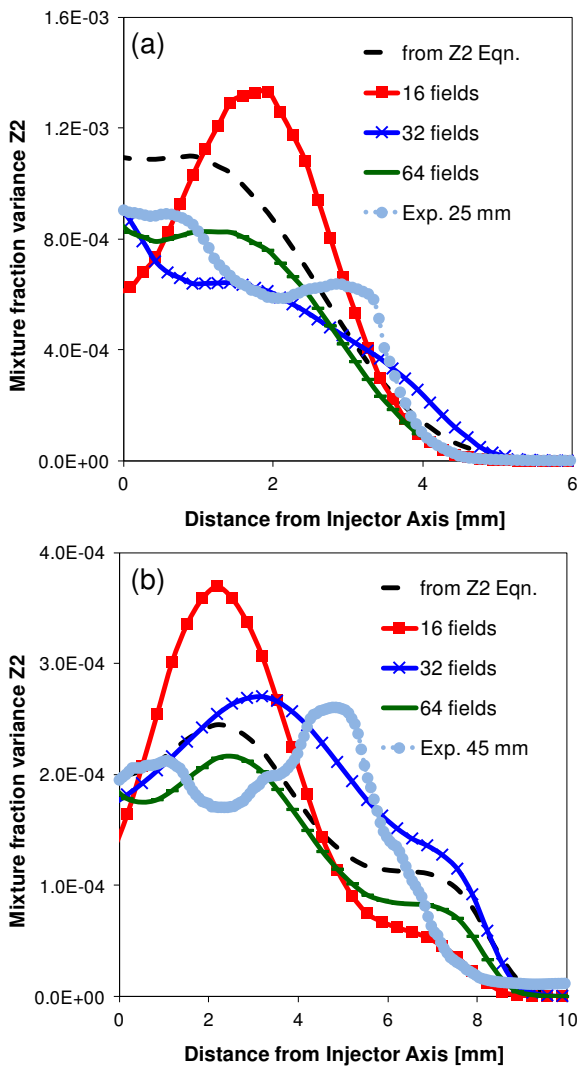 (a)
1.6E-03
1.2E-03
8.0E-04
4.0E-04
0.0E+00
Mixture fraction variance Z2
from Z2 Eqn.
16 fields
32 fields
64 fields
Exp. 25 mm
0 2 4 6
Distance from Injector Axis [mm]
(b)
4.0E-04
3.0E-04
2.0E-04
1.0E-04
0.0E+00
Mixture fraction variance Z2
from Z2 Eqn.
16 fields
32 fields
64 fields
Exp. 45 mm
0 2 4 6 8 10
Distance from Injector Axis [mm]